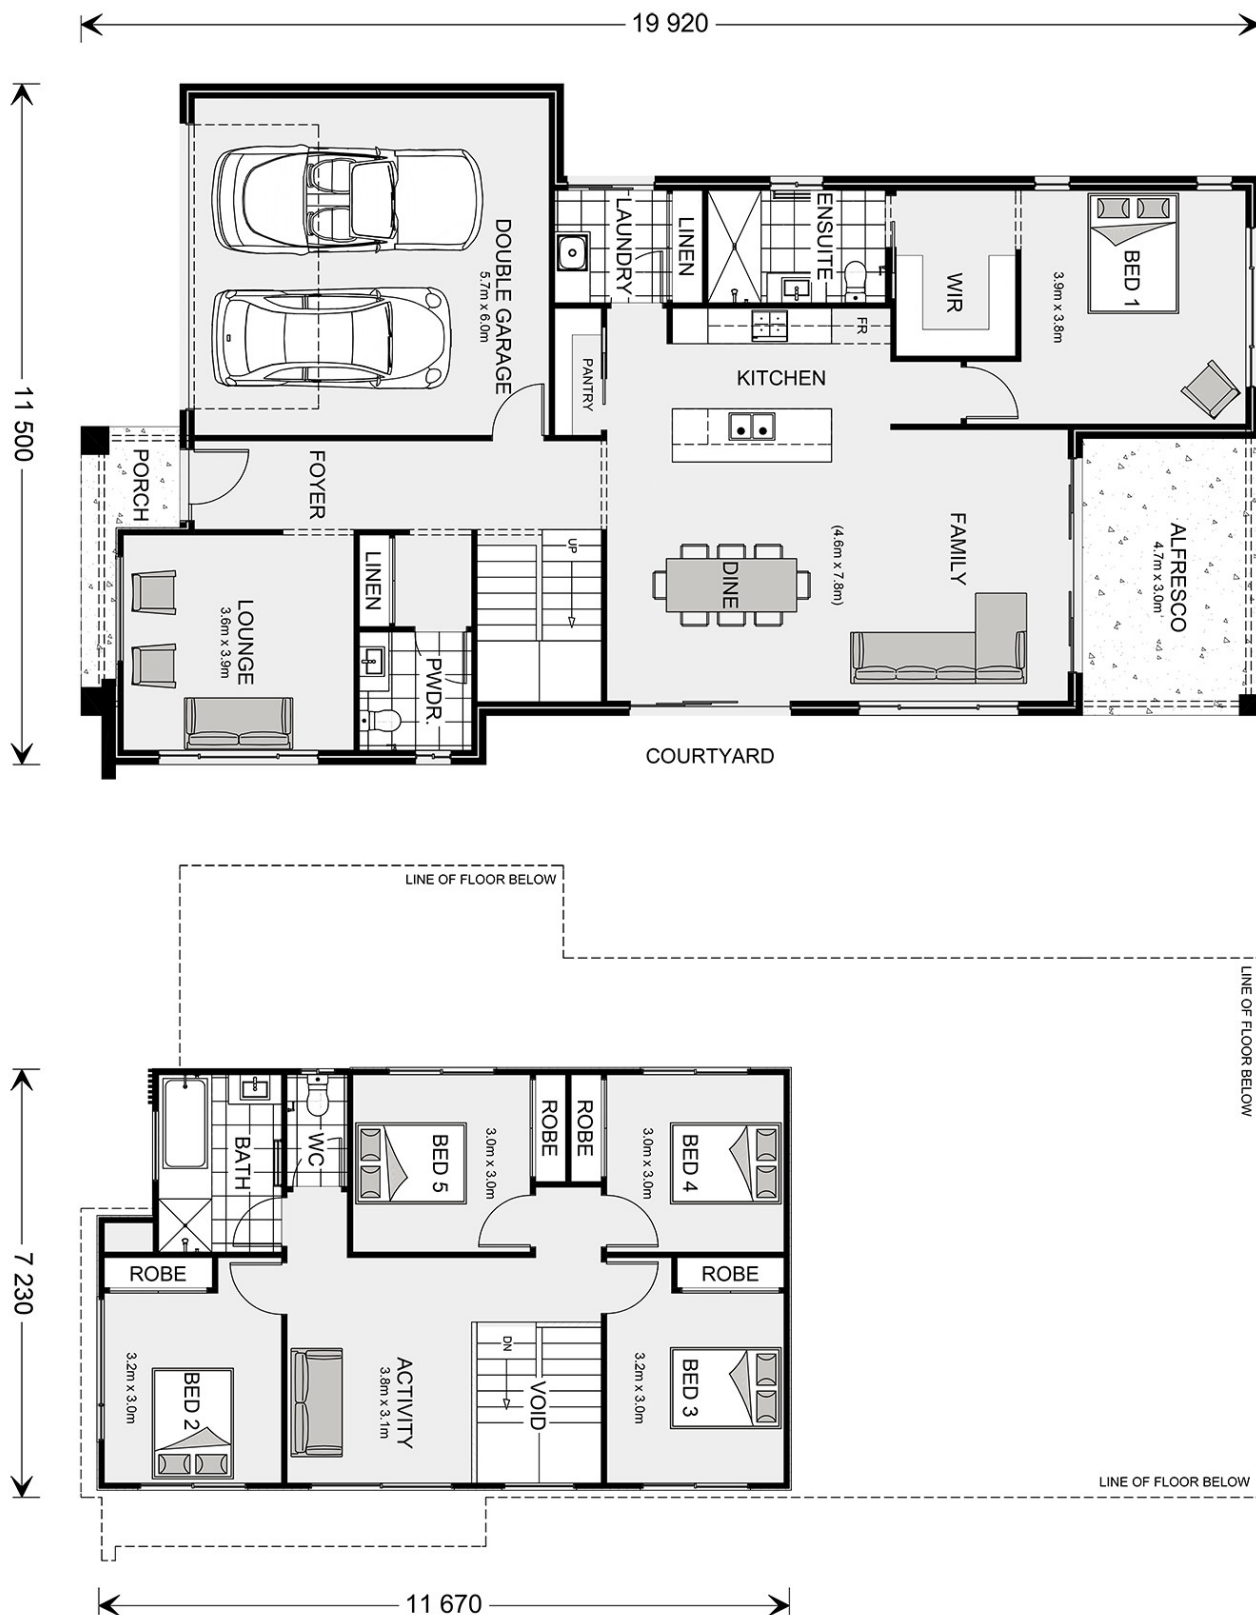 19 920
11 500
DOUBLE GARAGE
5.7m x 6.0m
LAUNDRY
LINEN
ENSUITE
WIR
BED 1
3.9m x 3.8m
PANTRY
FR
KITCHEN
PORCH
FOYER
UP
LINEN
LOUNGE
3.6m x 3.9m
PWDR.
DINE
(4.6m x 7.8m)
FAMILY
ALFRESCO
4.7m x 3.0m
COURTYARD
LINE OF FLOOR BELOW
LINE OF FLOOR BELOW
7 230
BATH
WC
BED 5
3.0m x 3.0m
ROBE
ROBE
BED 4
3.0m x 3.0m
ROBE
ROBE
BED 2
3.2m x 3.0m
ACTIVITY
3.8m x 3.1m
DN
VOID
BED 3
3.2m x 3.0m
LINE OF FLOOR BELOW
11 670